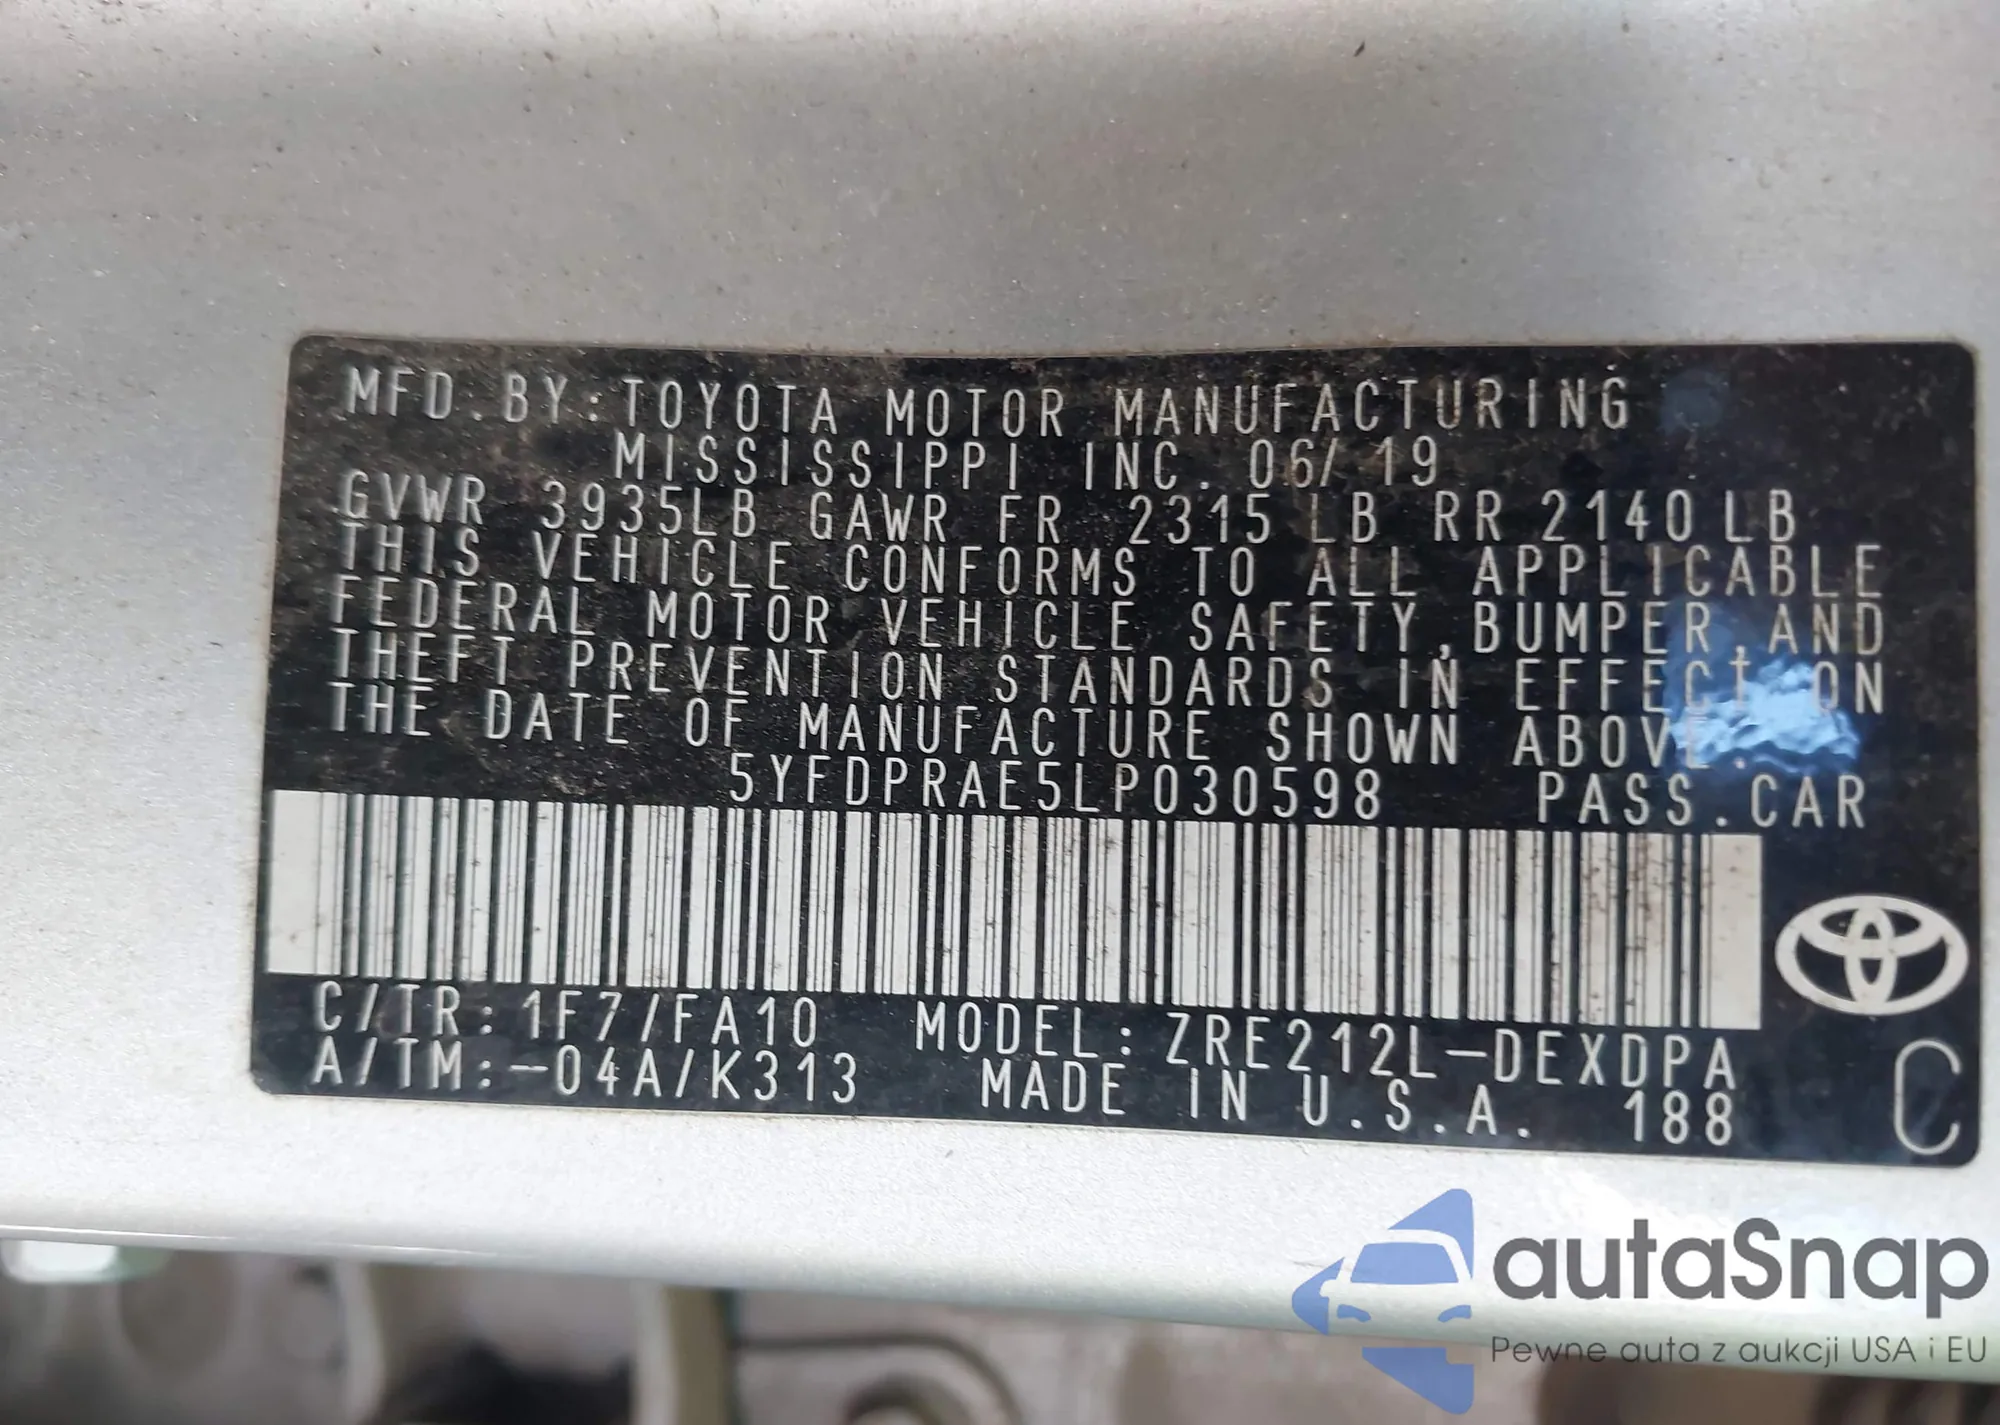 MFD.BY:TOYOTA MOTOR MANUFACTURING
MISSISSIPPI INC. 06/19
GVWR 3935LB GAWR FR 2315 LB RR 2140 LB
THIS VEHICLE CONFORMS TO ALL APPLICABLE
FEDERAL MOTOR VEHICLE SAFETY,BUMPER,AND
THEFT PREVENTION STANDARDS IN EFFECT ON
THE DATE OF MANUFACTURE SHOWN ABOVE.
5YFDPRAE5LP030598 PASS.CAR
C/TR:1F7/FA10 MODEL:ZRE212L-DEXDPA
A/TM:-04A/K313 MADE IN U.S.A. 188 C
autaSnap
Pewne auta z aukcji USA i EU